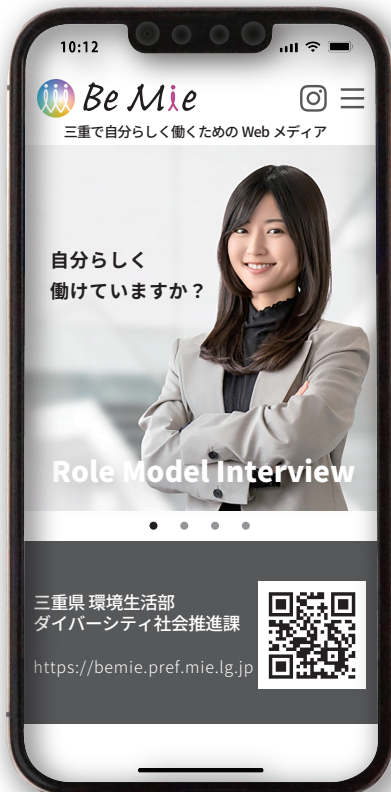 10:12
Be Mie
三重で自分らしく働くための Web メディア
自分らしく
働けていますか？
Role Model Interview
三重県 環境生活部
ダイバーシティ社会推進課
https://bemie.pref.mie.lg.jp